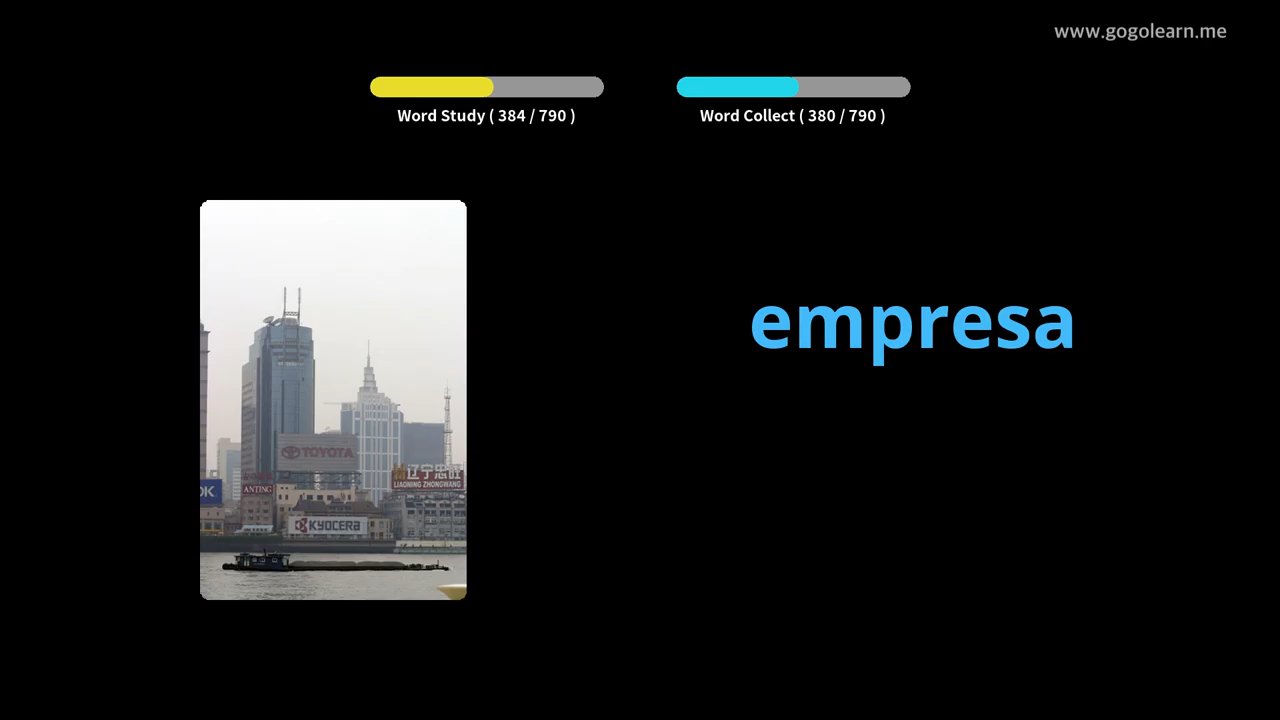 www.gogolearn.me
Word Study ( 384 / 790 )
Word Collect ( 380 / 790 )
empresa
TOYOTA
辽宁忠旺
LIAONING ZHONGWANG
OK
ANTING
KYOCERA